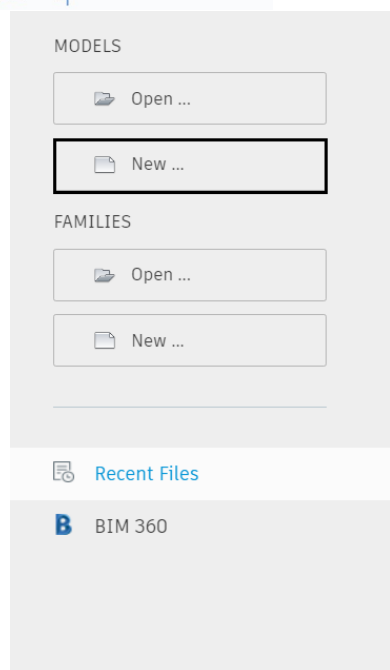 MODELS
Open ...
New ...
FAMILIES
Open ...
New ...
Recent Files
B BIM 360